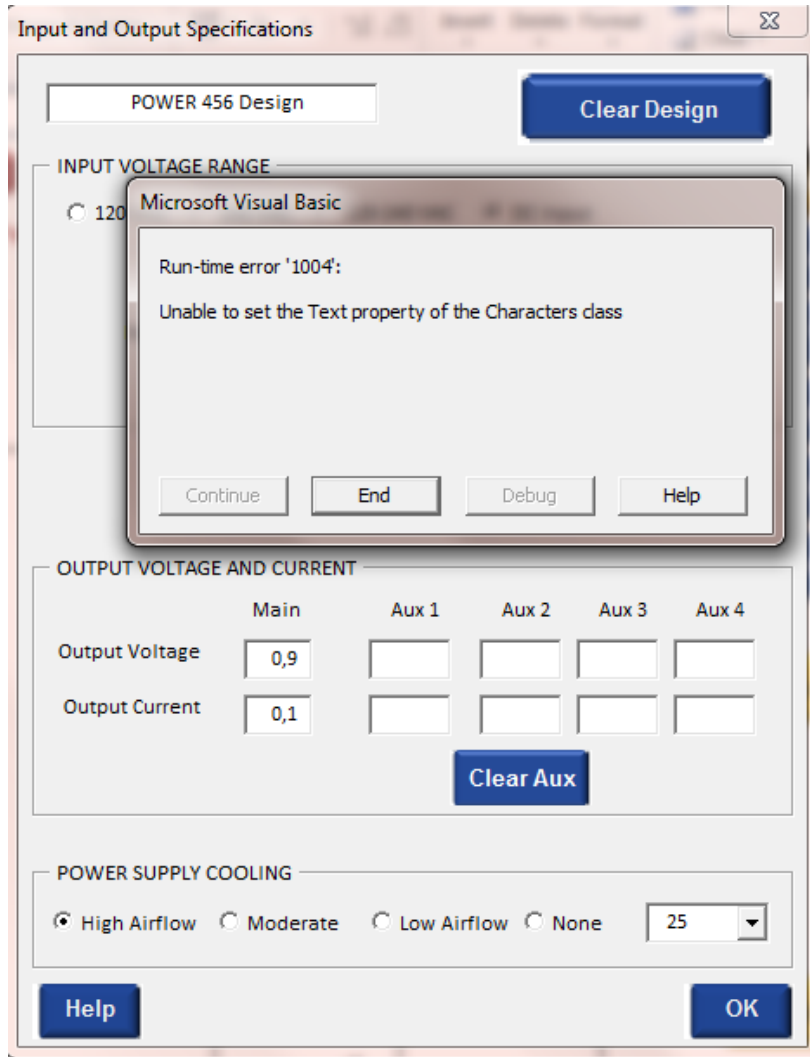 Input and Output Specifications
POWER 456 Design
Clear Design
INPUT VOLTAGE RANGE
120
Microsoft Visual Basic
Run-time error '1004':
Unable to set the Text property of the Characters class
Continue End Debug Help
OUTPUT VOLTAGE AND CURRENT
Main Aux 1 Aux 2 Aux 3 Aux 4
Output Voltage 0,9
Output Current 0,1
Clear Aux
POWER SUPPLY COOLING
High Airflow Moderate Low Airflow None 25
Help OK